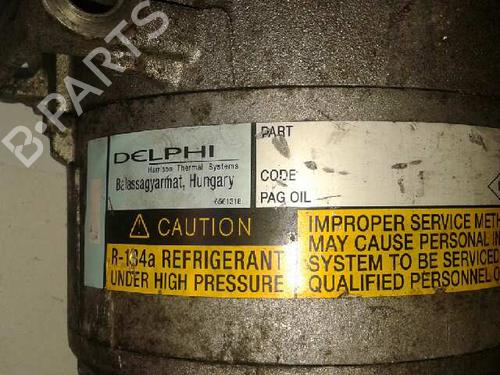 B-PARTS
DELPHI
Harrison Thermal Systems
Balassagyarmat, Hungary
6561318
PART
CODE
PAG OIL
CAUTION
R-134a REFRIGERANT
UNDER HIGH PRESSURE
IMPROPER SERVICE METH
MAY CAUSE PERSONAL IN
SYSTEM TO BE SERVICED
QUALIFIED PERSONNEL O